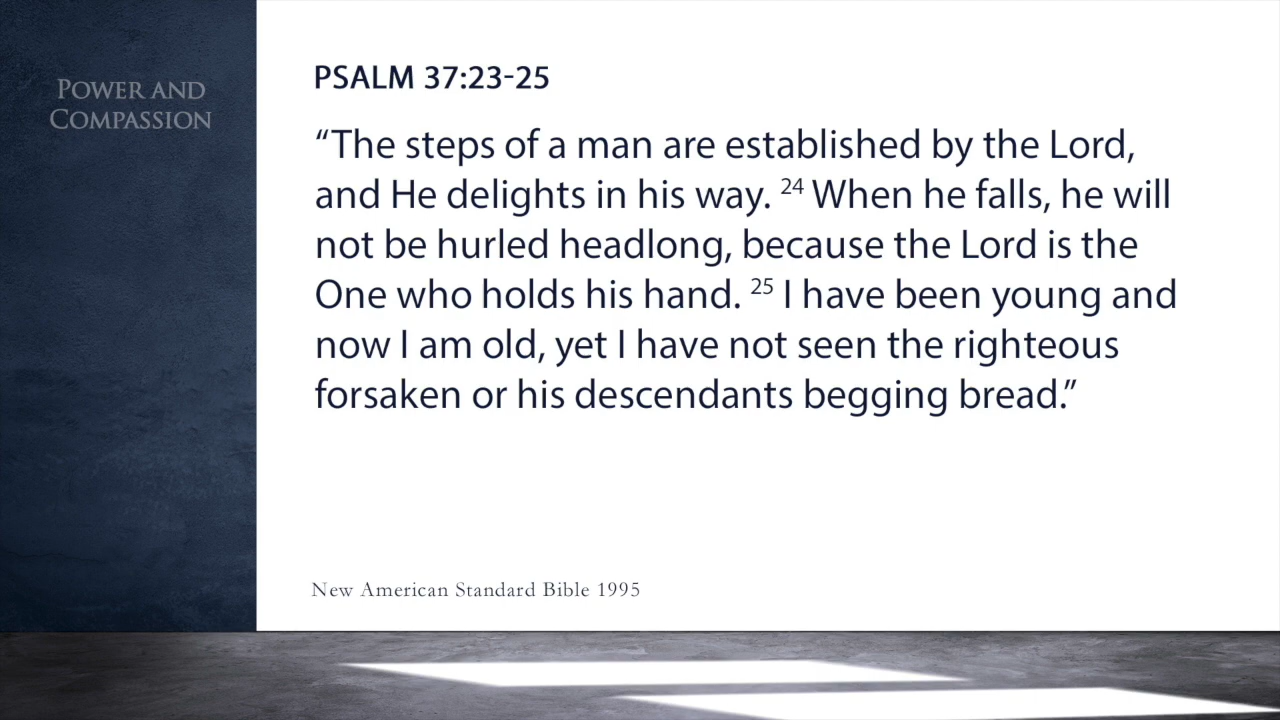 POWER AND
COMPASSION
PSALM 37:23-25
“The steps of a man are established by the Lord,
and He delights in his way. 24 When he falls, he will
not be hurled headlong, because the Lord is the
One who holds his hand. 25 I have been young and
now I am old, yet I have not seen the righteous
forsaken or his descendants begging bread.”
New American Standard Bible 1995